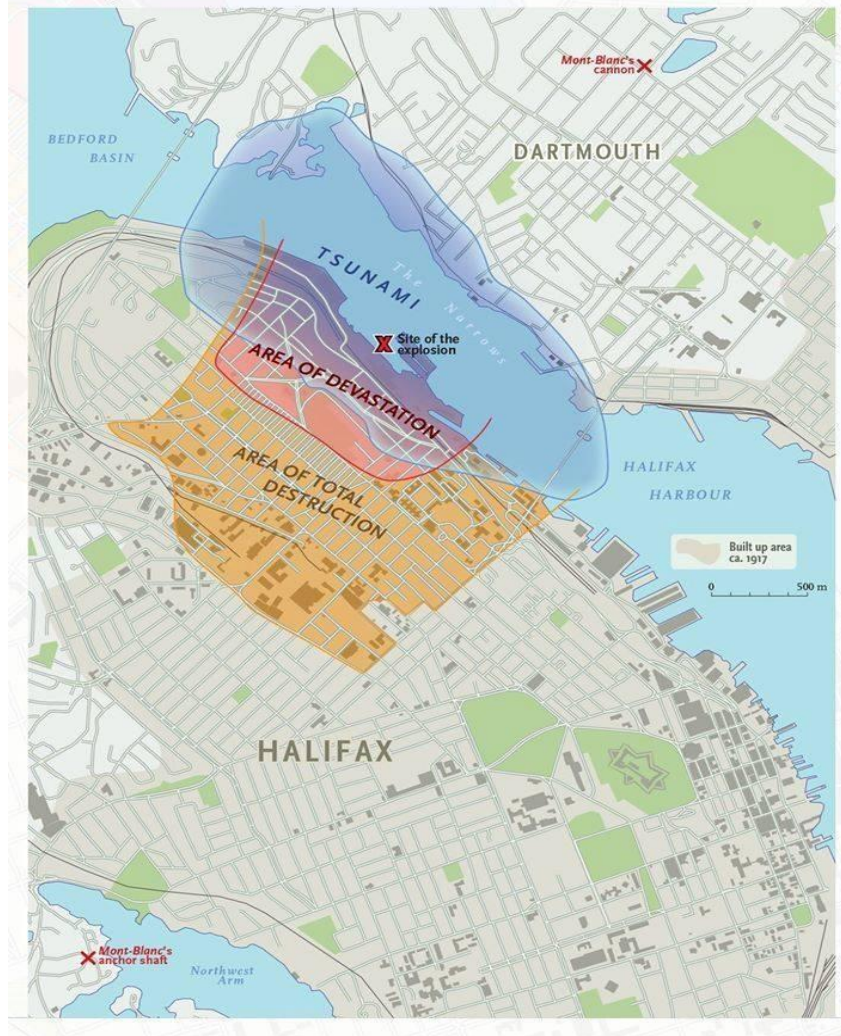 Mont-Blanc's
cannon
BEDFORD
BASIN
DARTMOUTH
TSUNAMI
The Narrows
Site of the
explosion
AREA OF DEVASTATION
AREA OF TOTAL
DESTRUCTION
HALIFAX
HARBOUR
Built up area
ca. 1917
0 500 m
HALIFAX
Mont-Blanc's
anchor shaft
Northwest
Arm